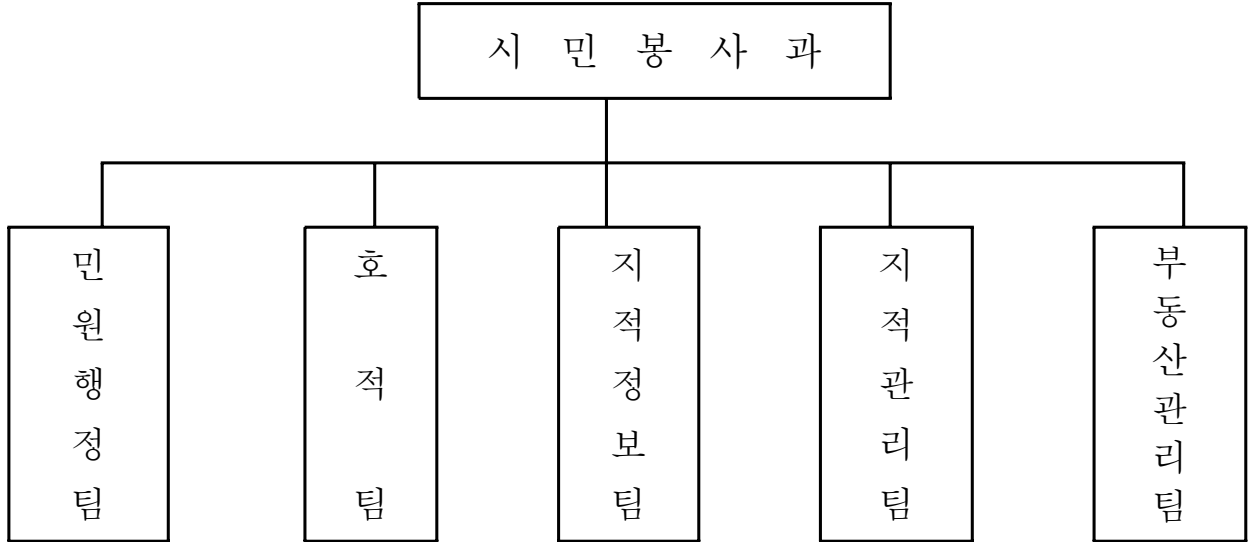 시 민 봉 사 과
민원행정팀
호적팀
지적정보팀
지적관리팀
부동산관리팀